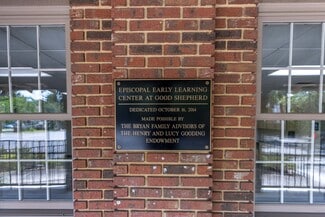 EPISCOPAL EARLY LEARNING
CENTER AT GOOD SHEPHERD
DEDICATED OCTOBER 16, 2014
MADE POSSIBLE BY
THE BRYAN FAMILY ADVISORS OF
THE HENRY AND LUCY GOODING
ENDOWMENT